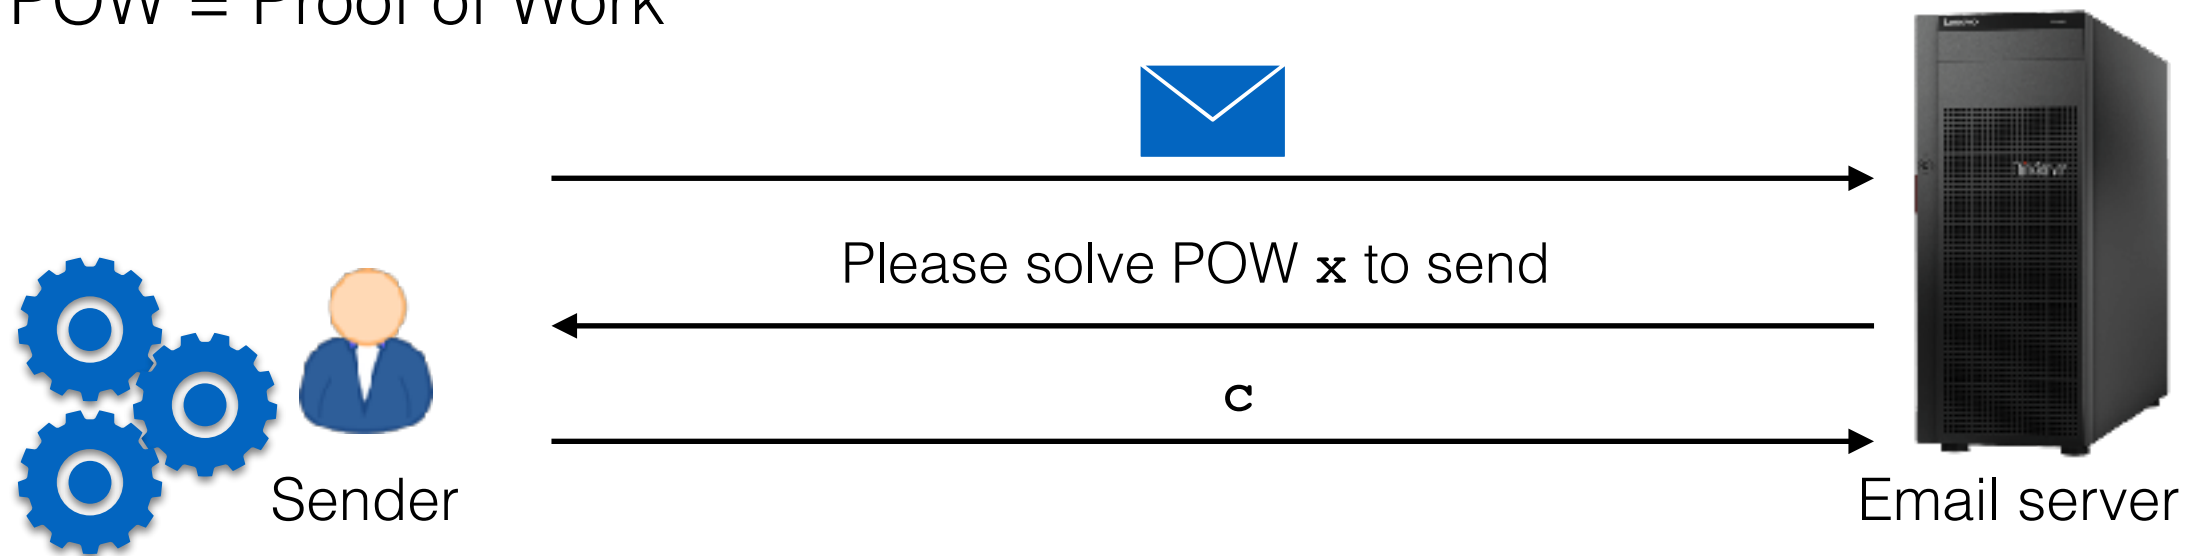 POW = Proof of Work
Please solve POW x to send
c
Sender
Email server